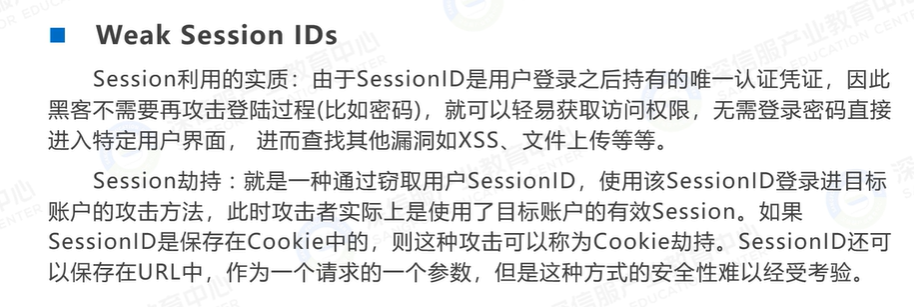 ■ Weak Session IDs
Session利用的实质：由于SessionID是用户登录之后持有的唯一认证凭证，因此
黑客不需要再攻击登陆过程(比如密码)，就可以轻易获取访问权限，无需登录密码直接
进入特定用户界面， 进而查找其他漏洞如XSS、文件上传等等。
Session劫持：就是一种通过窃取用户SessionID，使用该SessionID登录进目标
账户的攻击方法，此时攻击者实际上是使用了目标账户的有效Session。如果
SessionID是保存在Cookie中的，则这种攻击可以称为Cookie劫持。SessionID还可
以保存在URL中，作为一个请求的一个参数，但是这种方式的安全性难以经受考验。
深信服产业教育中心